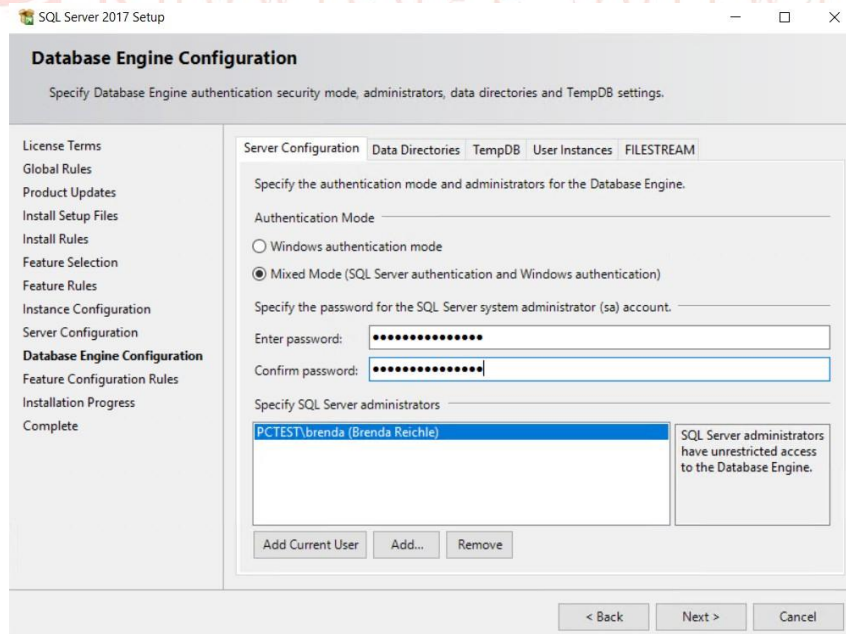 SQL Server 2017 Setup
Database Engine Configuration
Specify Database Engine authentication security mode, administrators, data directories and TempDB settings.
License Terms
Global Rules
Product Updates
Install Setup Files
Install Rules
Feature Selection
Feature Rules
Instance Configuration
Server Configuration
Database Engine Configuration
Feature Configuration Rules
Installation Progress
Complete
Server Configuration Data Directories TempDB User Instances FILESTREAM
Specify the authentication mode and administrators for the Database Engine.
Authentication Mode
Windows authentication mode
Mixed Mode (SQL Server authentication and Windows authentication)
Specify the password for the SQL Server system administrator (sa) account.
Enter password: ●●●●●●●●●●●●●●●
Confirm password: ●●●●●●●●●●●●●●●
Specify SQL Server administrators
PCTEST\brenda (Brenda Reichle)
SQL Server administrators
have unrestricted access
to the Database Engine.
Add Current User Add... Remove
< Back Next > Cancel